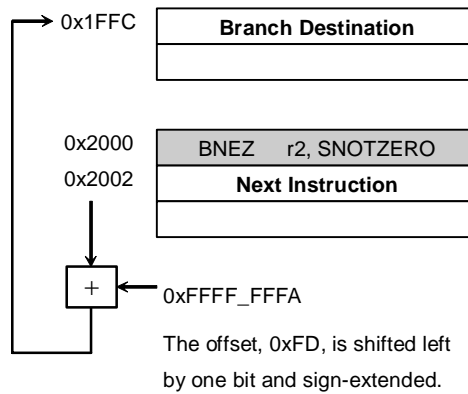 0x1FFC Branch Destination
0x2000 BNEZ r2, SNOTZERO
0x2002 Next Instruction
+
0xFFFF_FFFA
The offset, 0xFD, is shifted left
by one bit and sign-extended.